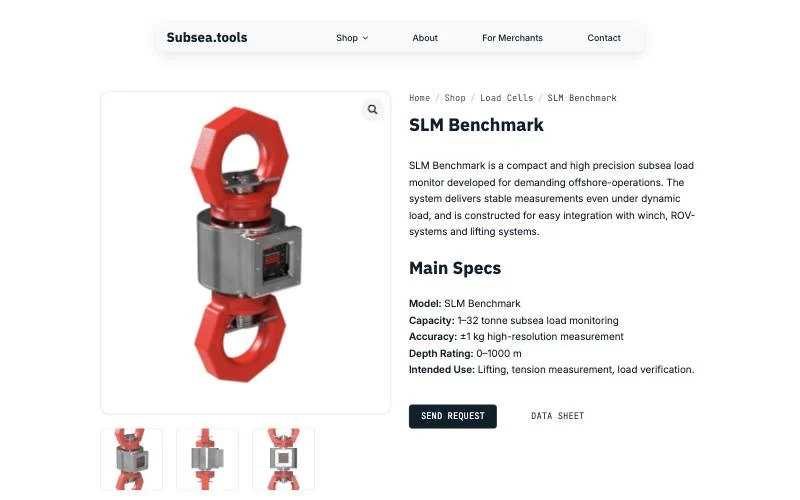 Subsea.tools
Shop
About
For Merchants
Contact
Home / Shop / Load Cells / SLM Benchmark
SLM Benchmark
SLM Benchmark is a compact and high precision subsea load
monitor developed for demanding offshore-operations. The
system delivers stable measurements even under dynamic
load, and is constructed for easy integration with winch, ROV-
systems and lifting systems.
Main Specs
Model: SLM Benchmark
Capacity: 1–32 tonne subsea load monitoring
Accuracy: ±1 kg high-resolution measurement
Depth Rating: 0–1000 m
Intended Use: Lifting, tension measurement, load verification.
SEND REQUEST
DATA SHEET